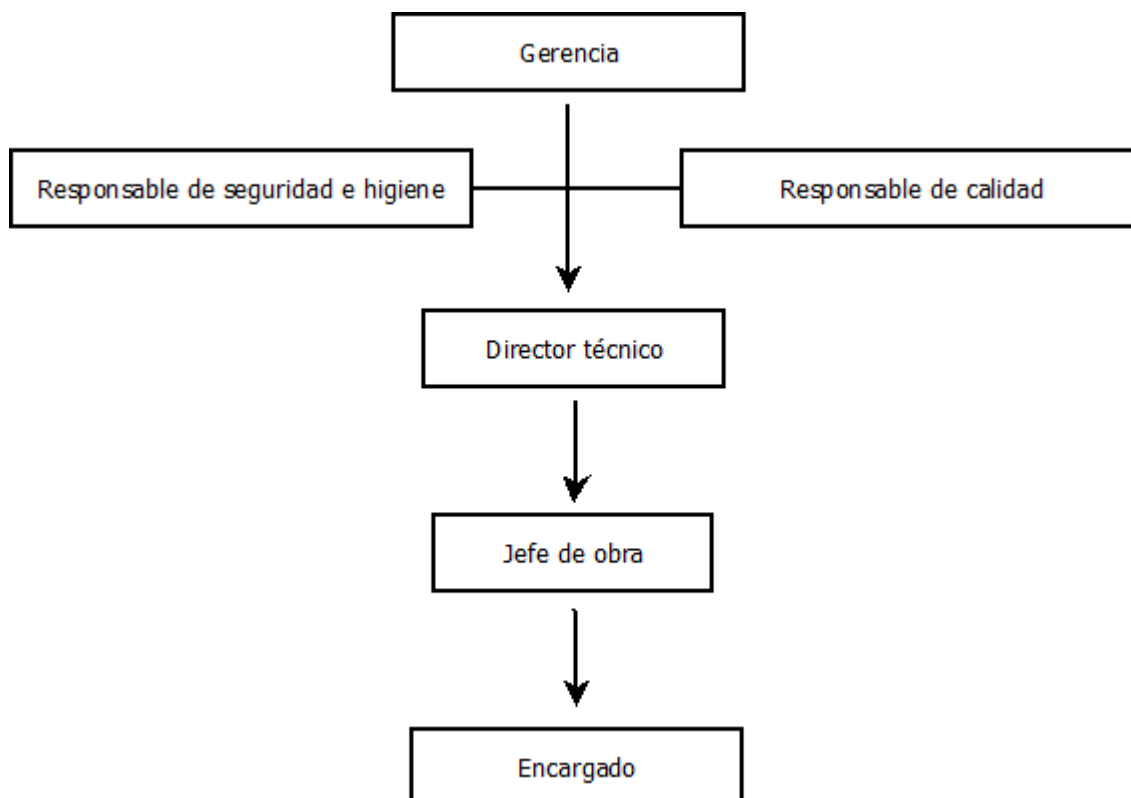 Gerencia
Responsable de seguridad e higiene
Responsable de calidad
Director técnico
Jefe de obra
Encargado